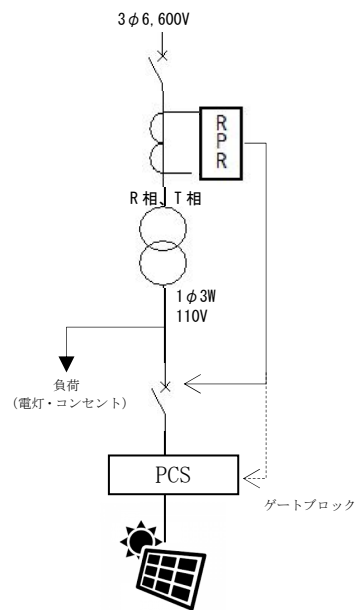 3φ6,600V
RPR
R相 T相
1φ3W
110V
負荷
(電灯・コンセント)
PCS
ゲートブロック